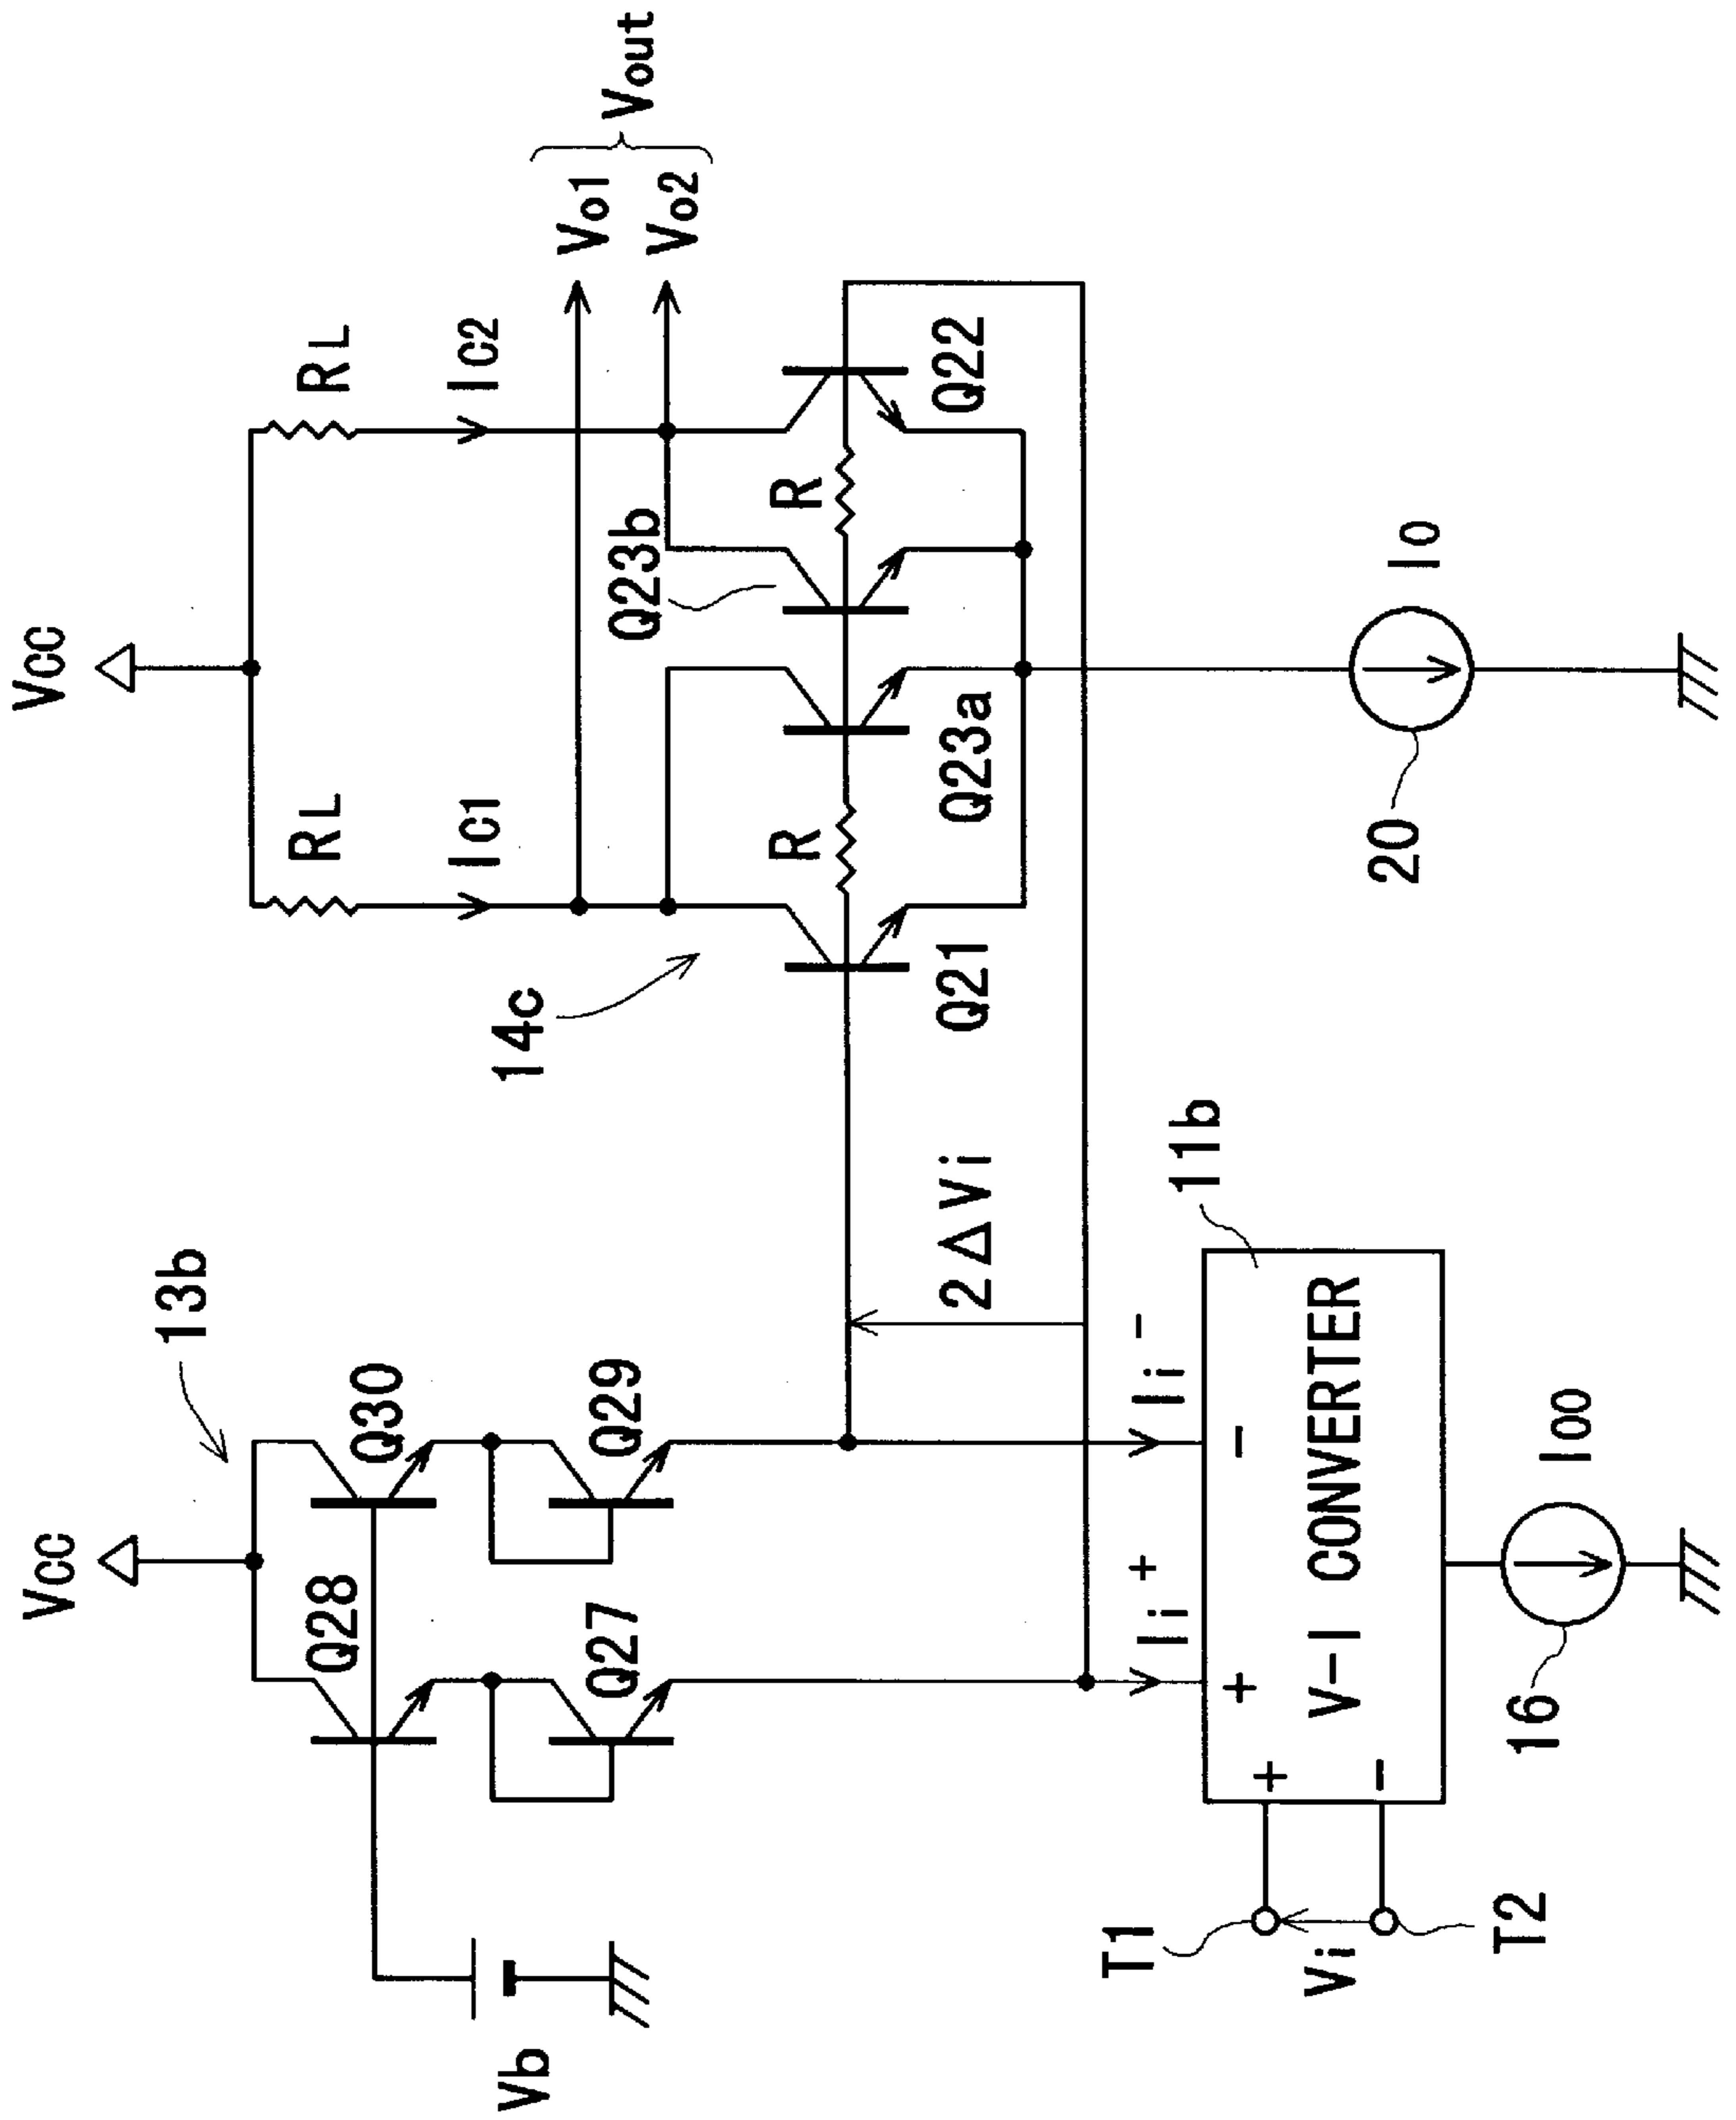 Vcc
Vcc
13b
RL
RL
Q28
Q30
Ic1
Ic2
Vo1
Vo2
Vout
Vb
14c
Q27
Q29
Q23b
R
R
2ΔVi
Q21
Q23a
Q22
T1
Ii+
Ii-
11b
+
-
+
-
V-I CONVERTER
Vi
T2
20
Io
16
Ioo